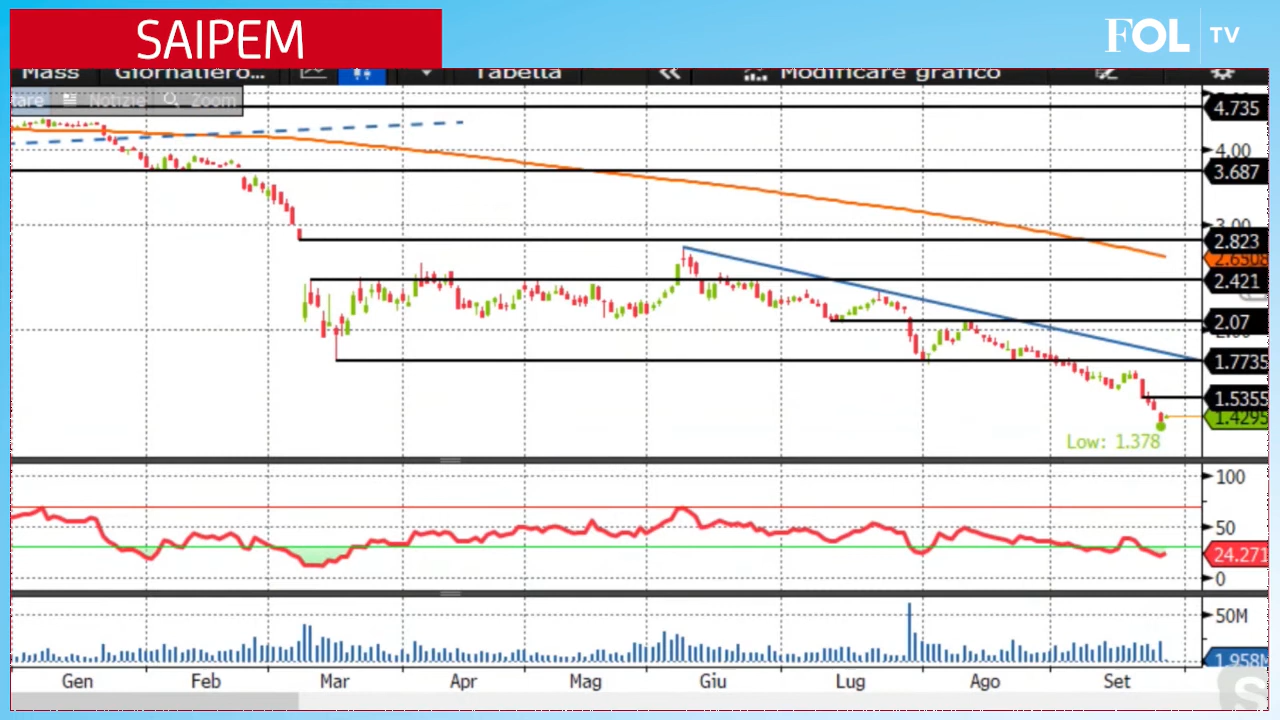 SAIPEM
FOL TV
Mass Giornaliero... Tabella « Modificare grafico
tare Notizie Zoom
4.735
4.00
3.687
3.00
2.823
2.6508
2.421
2.07
1.7735
1.5355
1.4295
Low: 1.378
100
50
24.271
0
50M
1.958M
Gen Feb Mar Apr Mag Giu Lug Ago Set